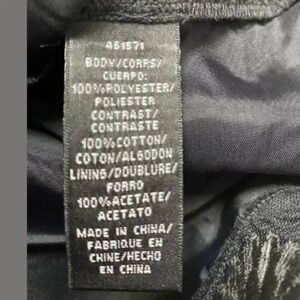 461571
BODY/CORPS/
CUERPO:
100%POLYESTER/
POLIESTER
CONTRAST/
CONTRASTE
100%COTTON/
COTON/ALGODON
LINING/DOUBLURE/
FORRO
100%ACETATE/
ACETATO
MADE IN CHINA/
FABRIQUE EN
CHINE/HECHO
EN CHINA